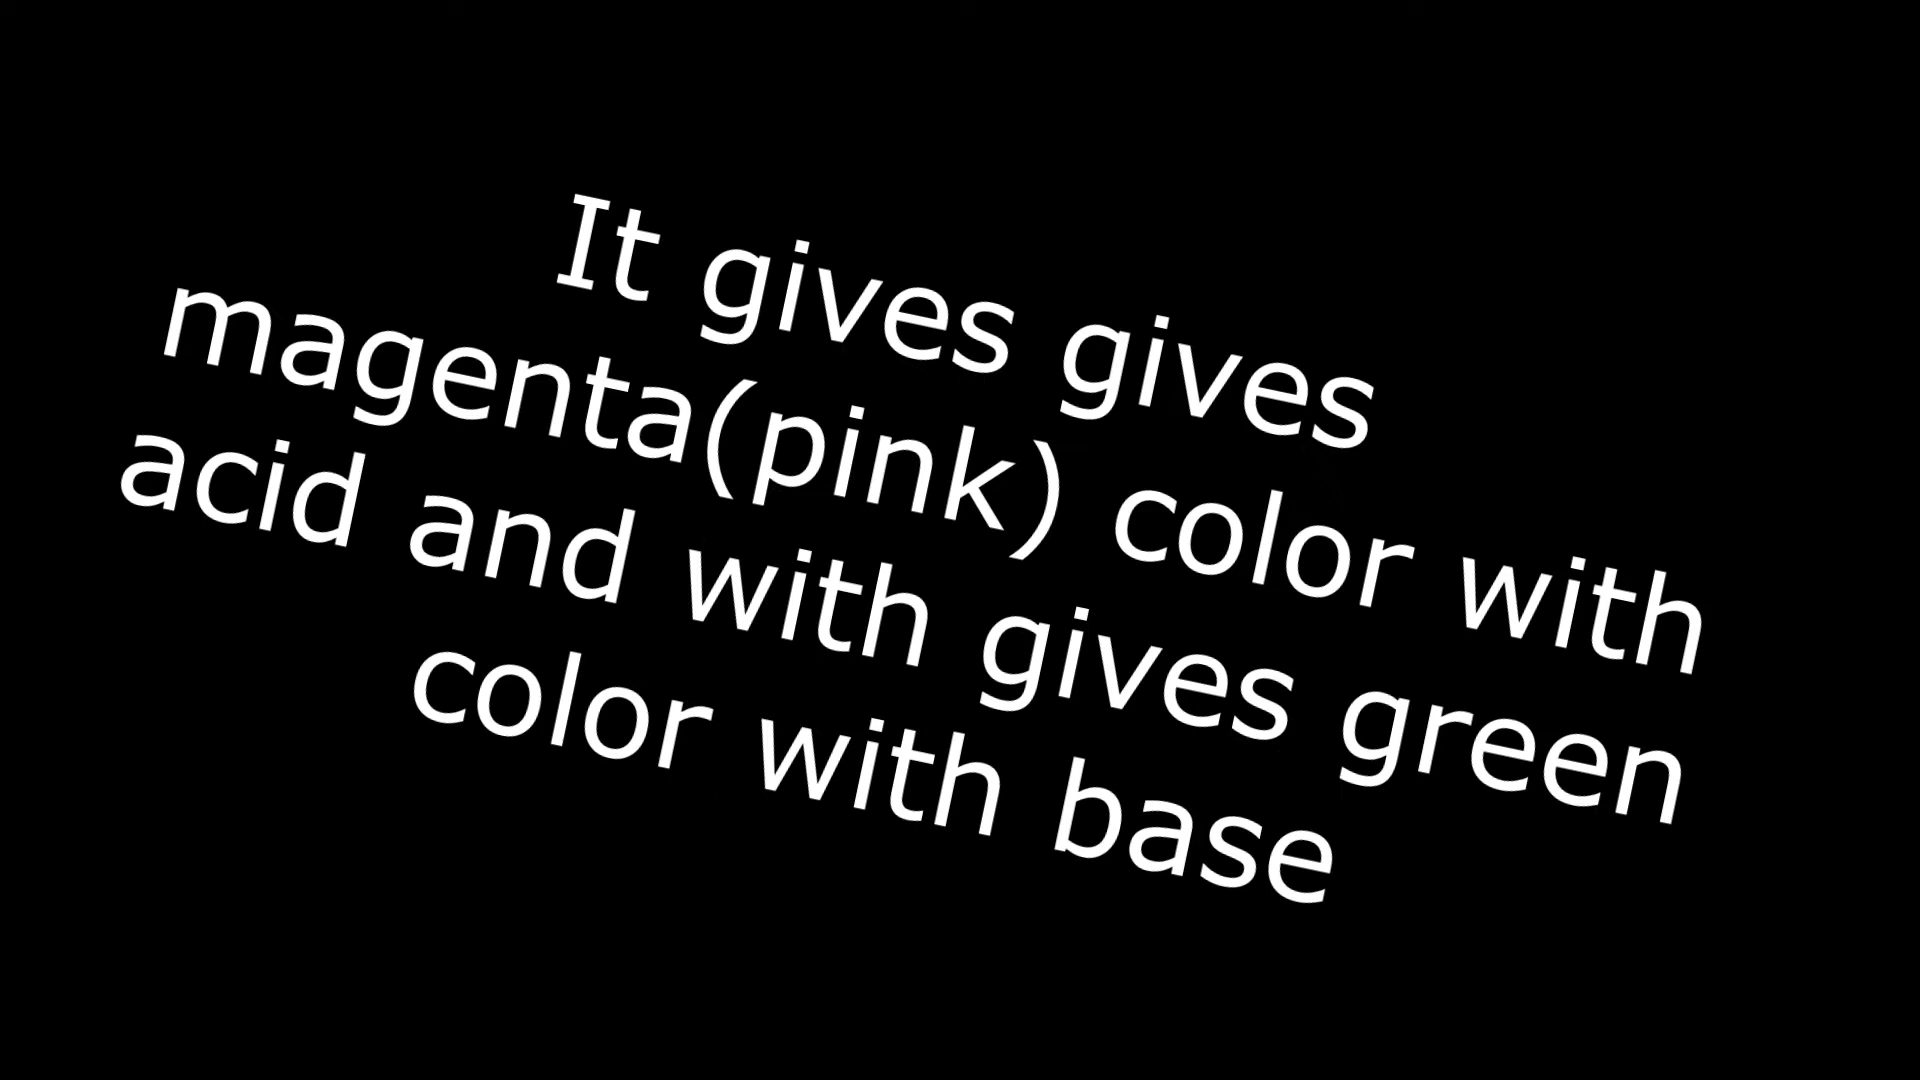 It gives gives
magenta(pink) color with
acid and with gives green
color with base